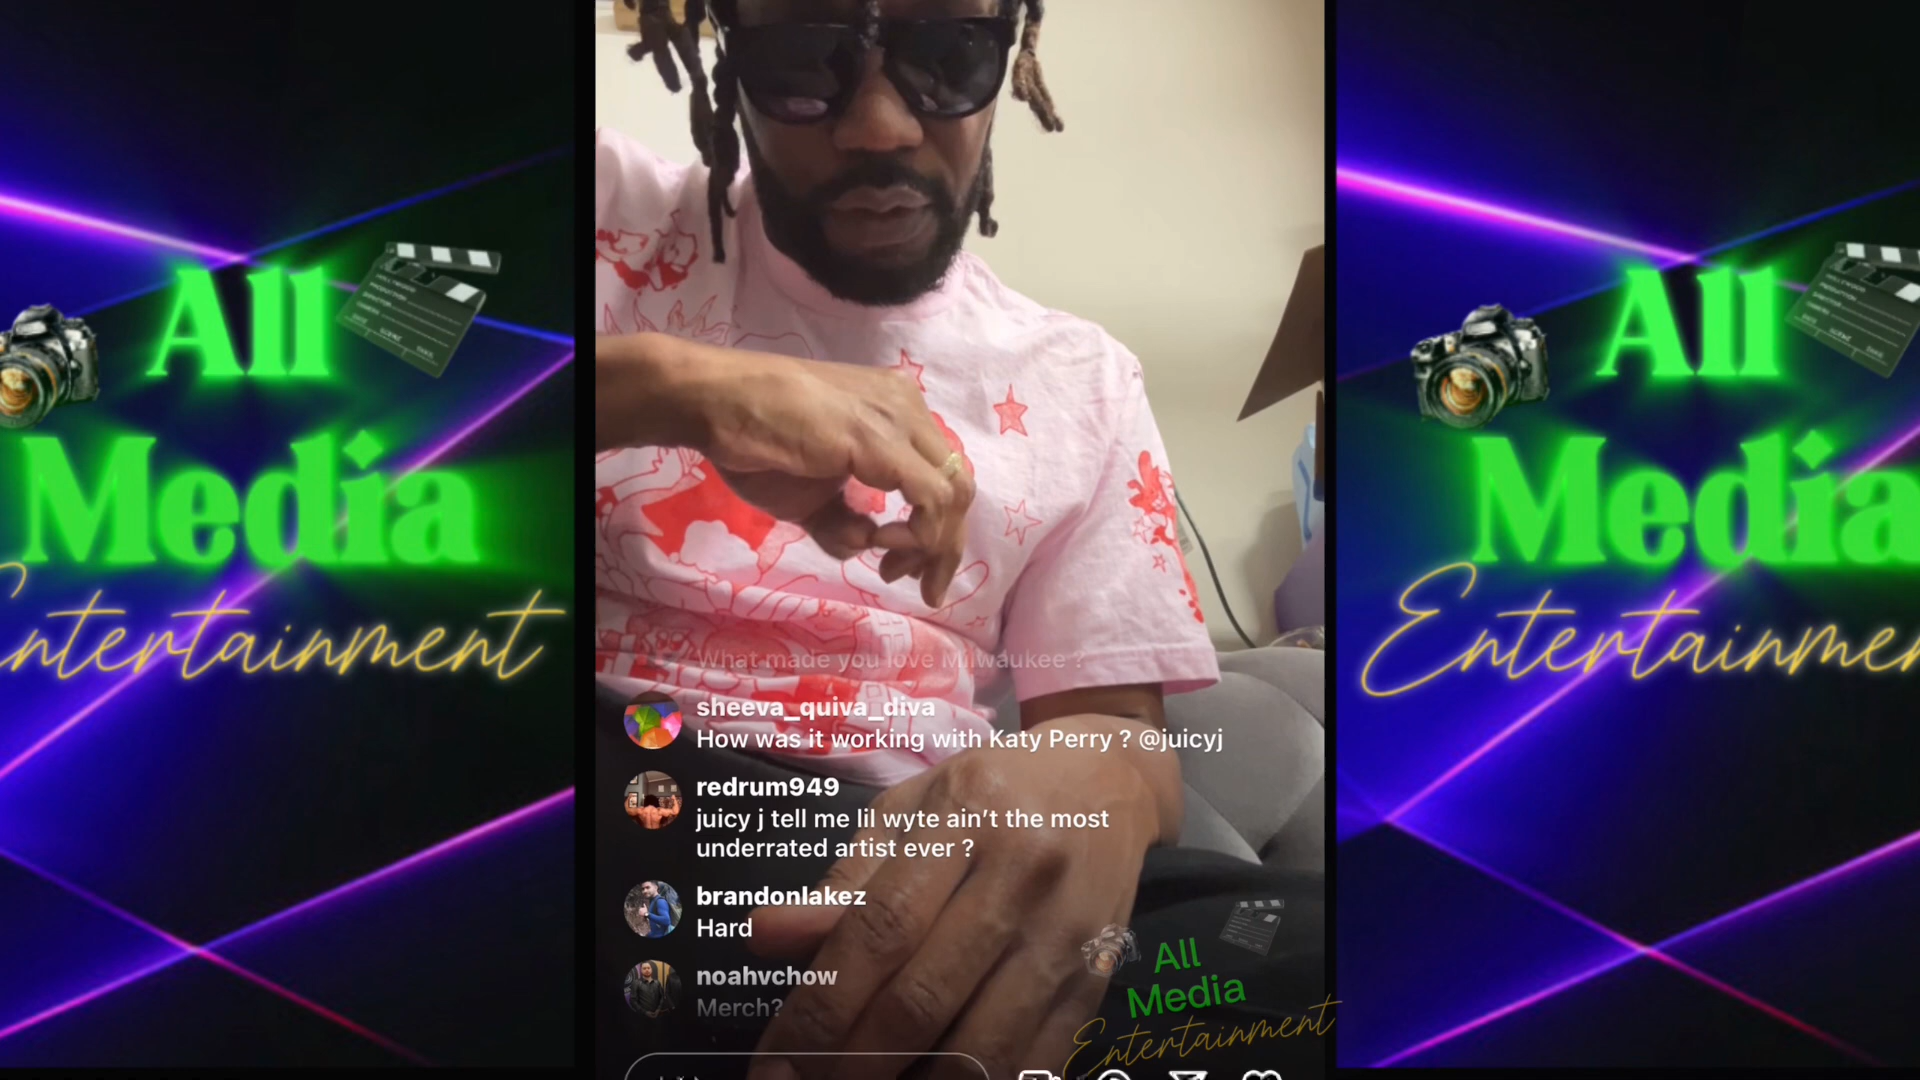 All
Media
Entertainment
What made you love Milwaukee ?
sheeva_quiva_diva
How was it working with Katy Perry ? @juicyj
redrum949
juicy j tell me lil wyte ain’t the most
underrated artist ever ?
brandonlakez
Hard
noahvchow
Merch?
All
Media
Entertainment
All
Media
Entertainmen